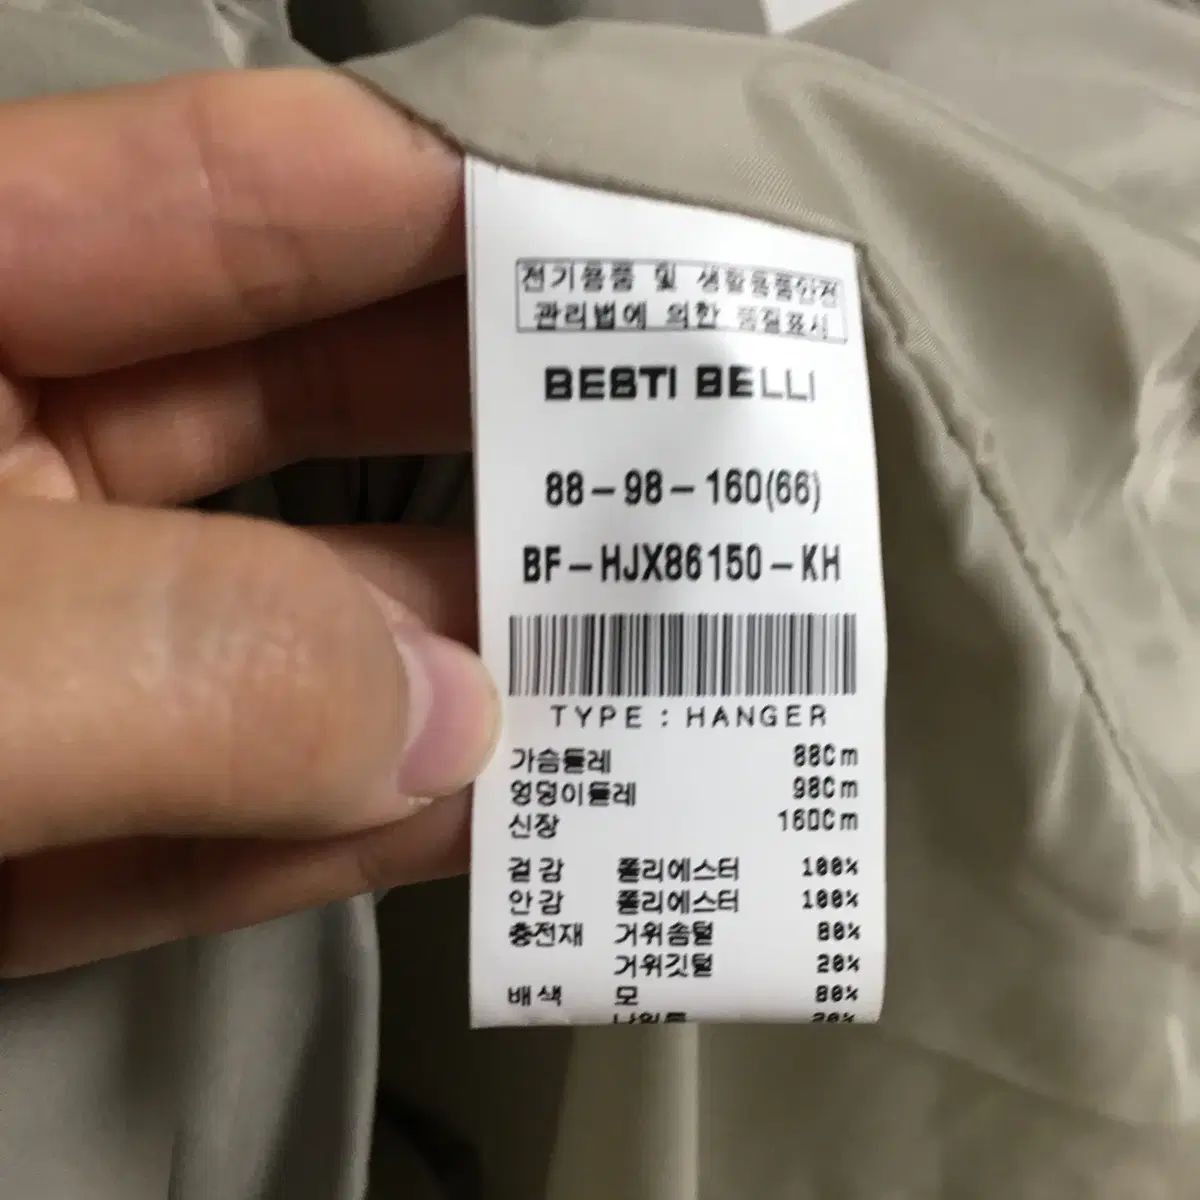 전기용품 및 생활용품안전
관리법에 의한 품질표시
BESTI BELLI
88-98-160(66)
BF-HJX86150-KH
TYPE : HANGER
가슴둘레 88Cm
엉덩이둘레 98Cm
신장 160Cm
겉감 폴리에스터 100%
안감 폴리에스터 100%
충전재 거위솜털 80%
거위깃털 20%
배색 모 80%
나일론 20%